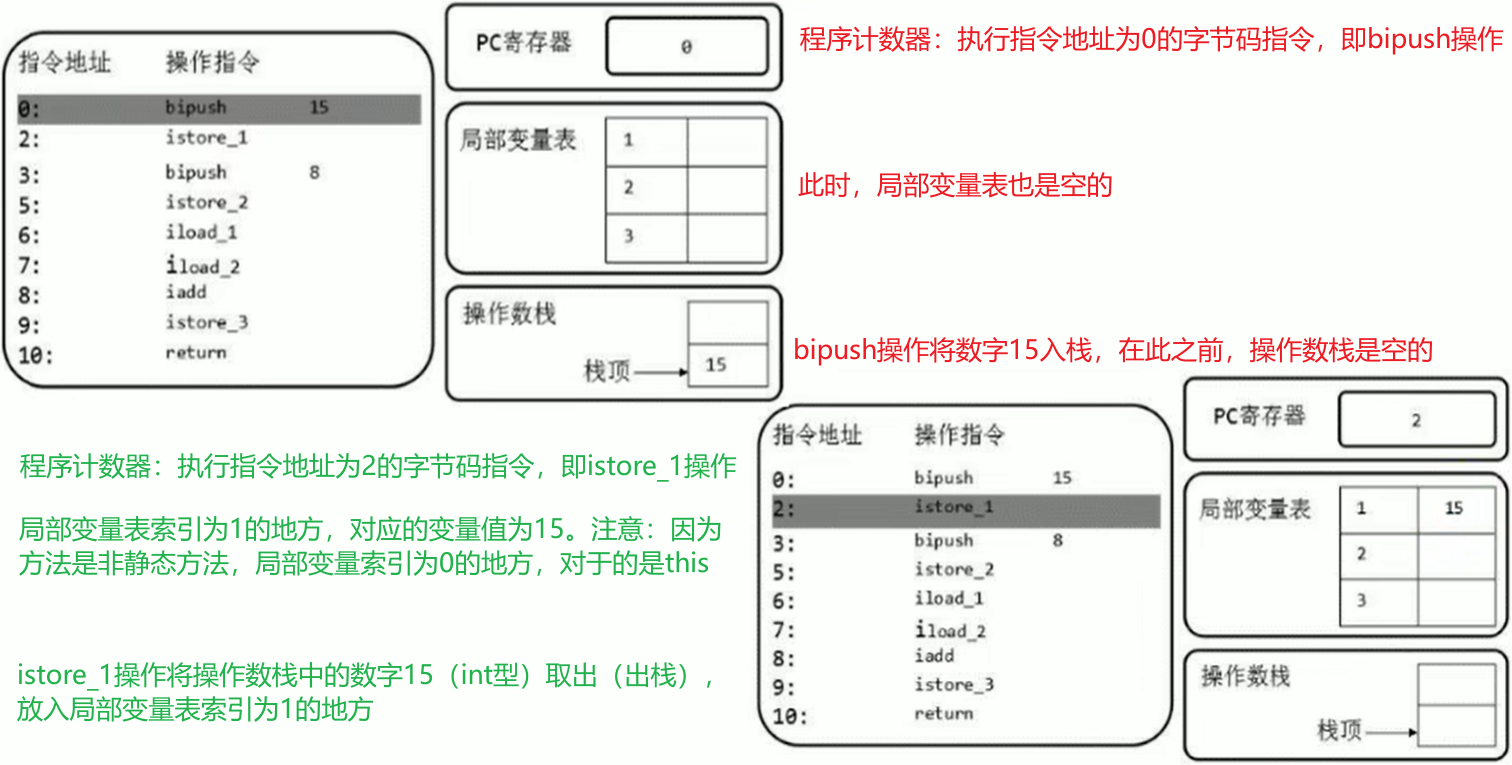 指令地址 操作指令
0: bipush 15
2: istore_1
3: bipush 8
5: istore_2
6: iload_1
7: iload_2
8: iadd
9: istore_3
10: return
PC寄存器 0
局部变量表 1
2
3
操作数栈
栈顶 15
程序计数器：执行指令地址为0的字节码指令，即bipush操作
此时，局部变量表也是空的
bipush操作将数字15入栈，在此之前，操作数栈是空的
程序计数器：执行指令地址为2的字节码指令，即istore_1操作
局部变量表索引为1的地方，对应的变量值为15。注意：因为
方法是非静态方法，局部变量索引为0的地方，对于的是this
istore_1操作将操作数栈中的数字15（int型）取出（出栈），
放入局部变量表索引为1的地方
指令地址 操作指令
0: bipush 15
2: istore_1
3: bipush 8
5: istore_2
6: iload_1
7: iload_2
8: iadd
9: istore_3
10: return
PC寄存器 2
局部变量表 1 15
2
3
操作数栈
栈顶